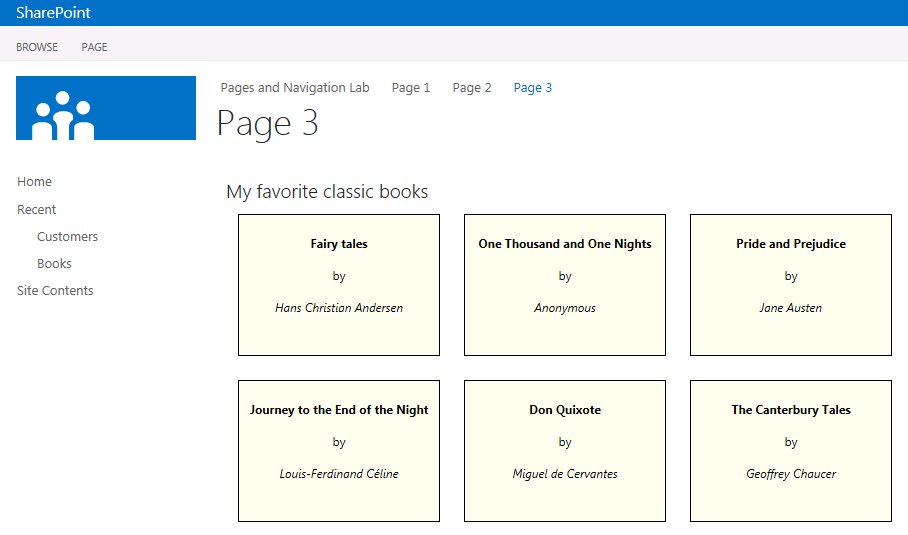 SharePoint
BROWSE PAGE
Pages and Navigation Lab Page 1 Page 2 Page 3
Page 3
Home
Recent
Customers
Books
Site Contents
My favorite classic books
Fairy tales
by
Hans Christian Andersen
One Thousand and One Nights
by
Anonymous
Pride and Prejudice
by
Jane Austen
Journey to the End of the Night
by
Louis-Ferdinand Céline
Don Quixote
by
Miguel de Cervantes
The Canterbury Tales
by
Geoffrey Chaucer